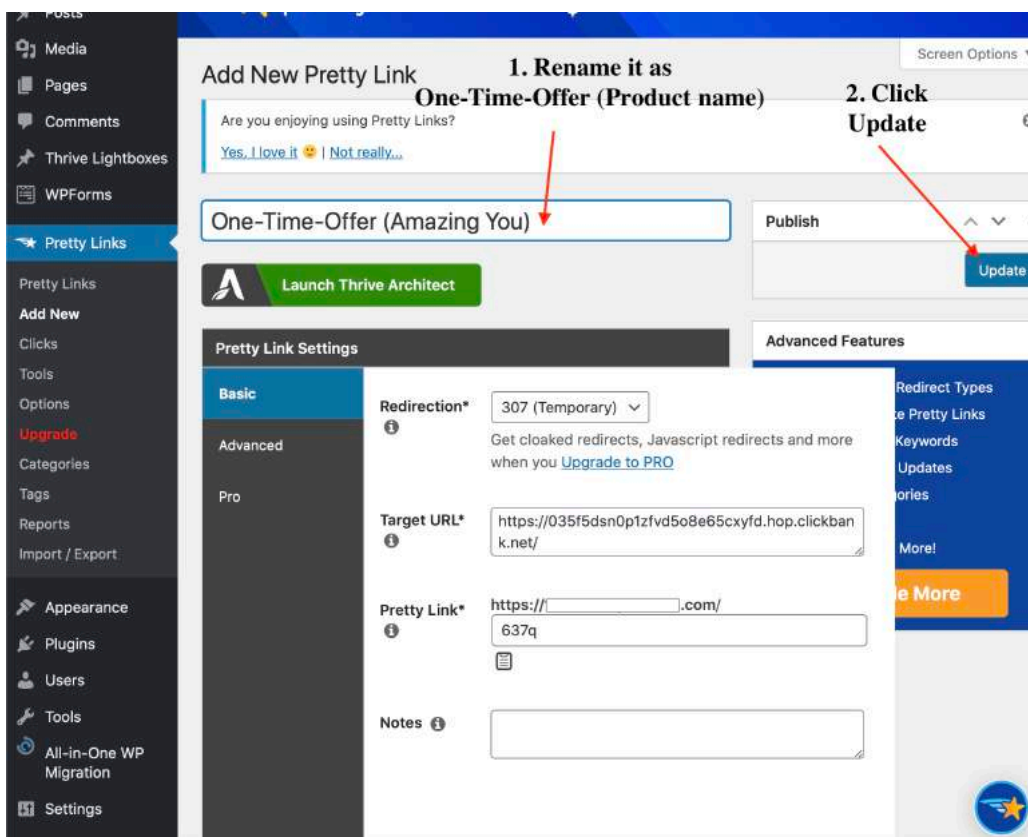 Posts
Media
Pages
Comments
Thrive Lightboxes
WPForms
Pretty Links
Pretty Links
Add New
Clicks
Tools
Options
Upgrade
Categories
Tags
Reports
Import / Export
Appearance
Plugins
Users
Tools
All-in-One WP
Migration
Settings
Screen Options
Add New Pretty Link
1. Rename it as
One-Time-Offer (Product name)
2. Click
Update
Are you enjoying using Pretty Links?
Yes, I love it 🙂 | Not really...
One-Time-Offer (Amazing You)
Launch Thrive Architect
Publish
Update
Pretty Link Settings
Basic
Advanced
Pro
Redirection*
307 (Temporary)
Get cloaked redirects, Javascript redirects and more
when you Upgrade to PRO
Target URL*
https://035f5dsn0p1zfvd5o8e65cxyfd.hop.clickban
k.net/
Pretty Link*
https:// .com/
637q
Notes
Advanced Features
Redirect Types
Pretty Links
Keywords
Updates
More!
More